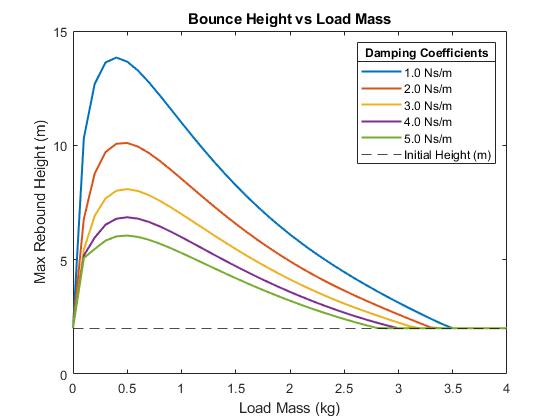 Bounce Height vs Load Mass
15
10
5
0
Max Rebound Height (m)
Damping Coefficients
1.0 Ns/m
2.0 Ns/m
3.0 Ns/m
4.0 Ns/m
5.0 Ns/m
Initial Height (m)
0 0.5 1 1.5 2 2.5 3 3.5 4
Load Mass (kg)